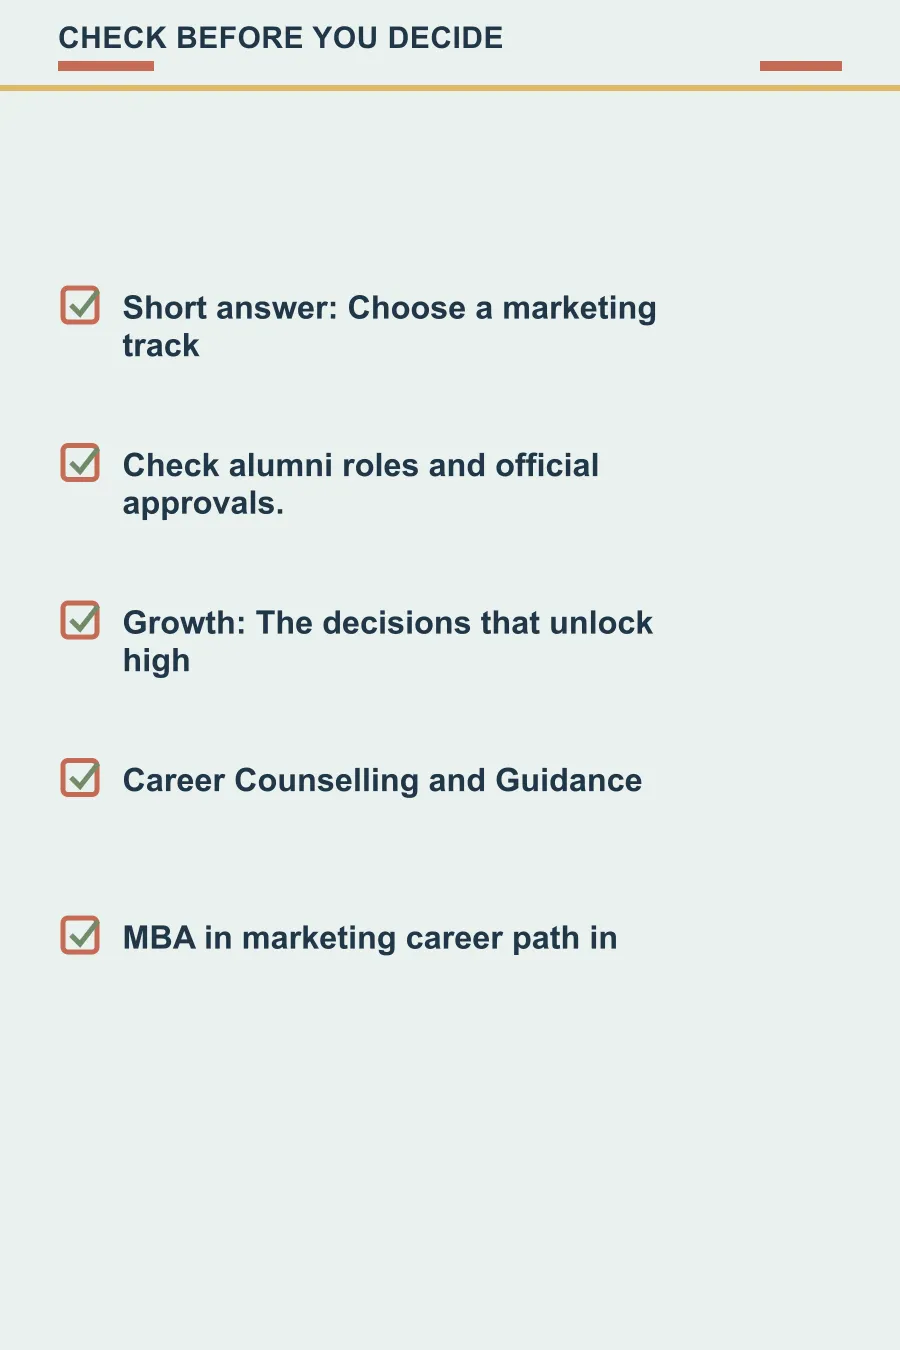 CHECK BEFORE YOU DECIDE
Short answer: Choose a marketing
track
Check alumni roles and official
approvals.
Growth: The decisions that unlock
high
Career Counselling and Guidance
MBA in marketing career path in